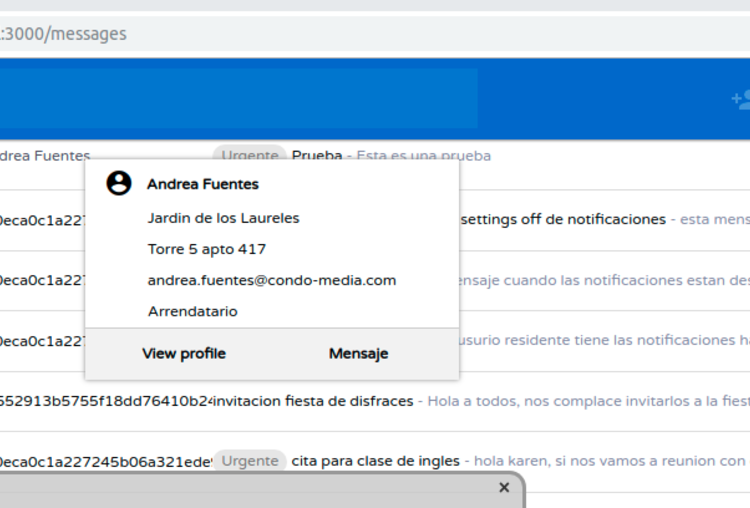 :3000/messages
drea Fuentes Urgente Prueba - Esta es una prueba
Andrea Fuentes
Jardin de los Laureles
Torre 5 apto 417
andrea.fuentes@condo-media.com
Arrendatario
View profile Mensaje
0eca0c1a227 settings off de notificaciones - esta mens
0eca0c1a227 ensaje cuando las notificaciones estan des
0eca0c1a227 usurio residente tiene las notificaciones ha
552913b5755f18dd76410b24 invitacion fiesta de disfraces - Hola a todos, nos complace invitarlos a la fiest
0eca0c1a227245b06a321ede9 Urgente cita para clase de ingles - hola karen, si nos vamos a reunion con
×